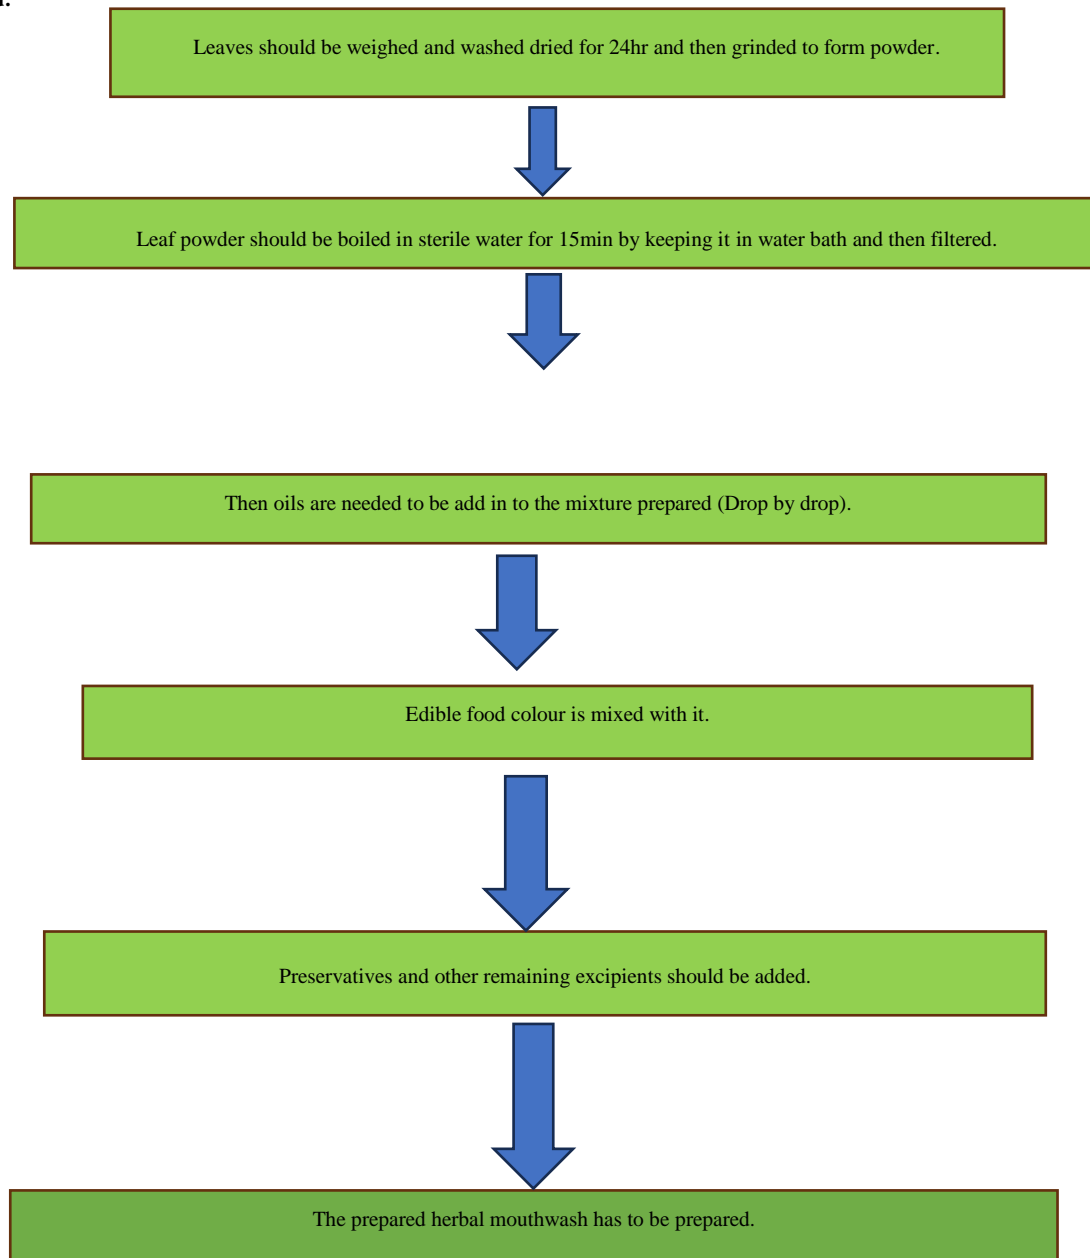 Leaves should be weighed and washed dried for 24hr and then grinded to form powder.
Leaf powder should be boiled in sterile water for 15min by keeping it in water bath and then filtered.
Then oils are needed to be add in to the mixture prepared (Drop by drop).
Edible food colour is mixed with it.
Preservatives and other remaining excipients should be added.
The prepared herbal mouthwash has to be prepared.